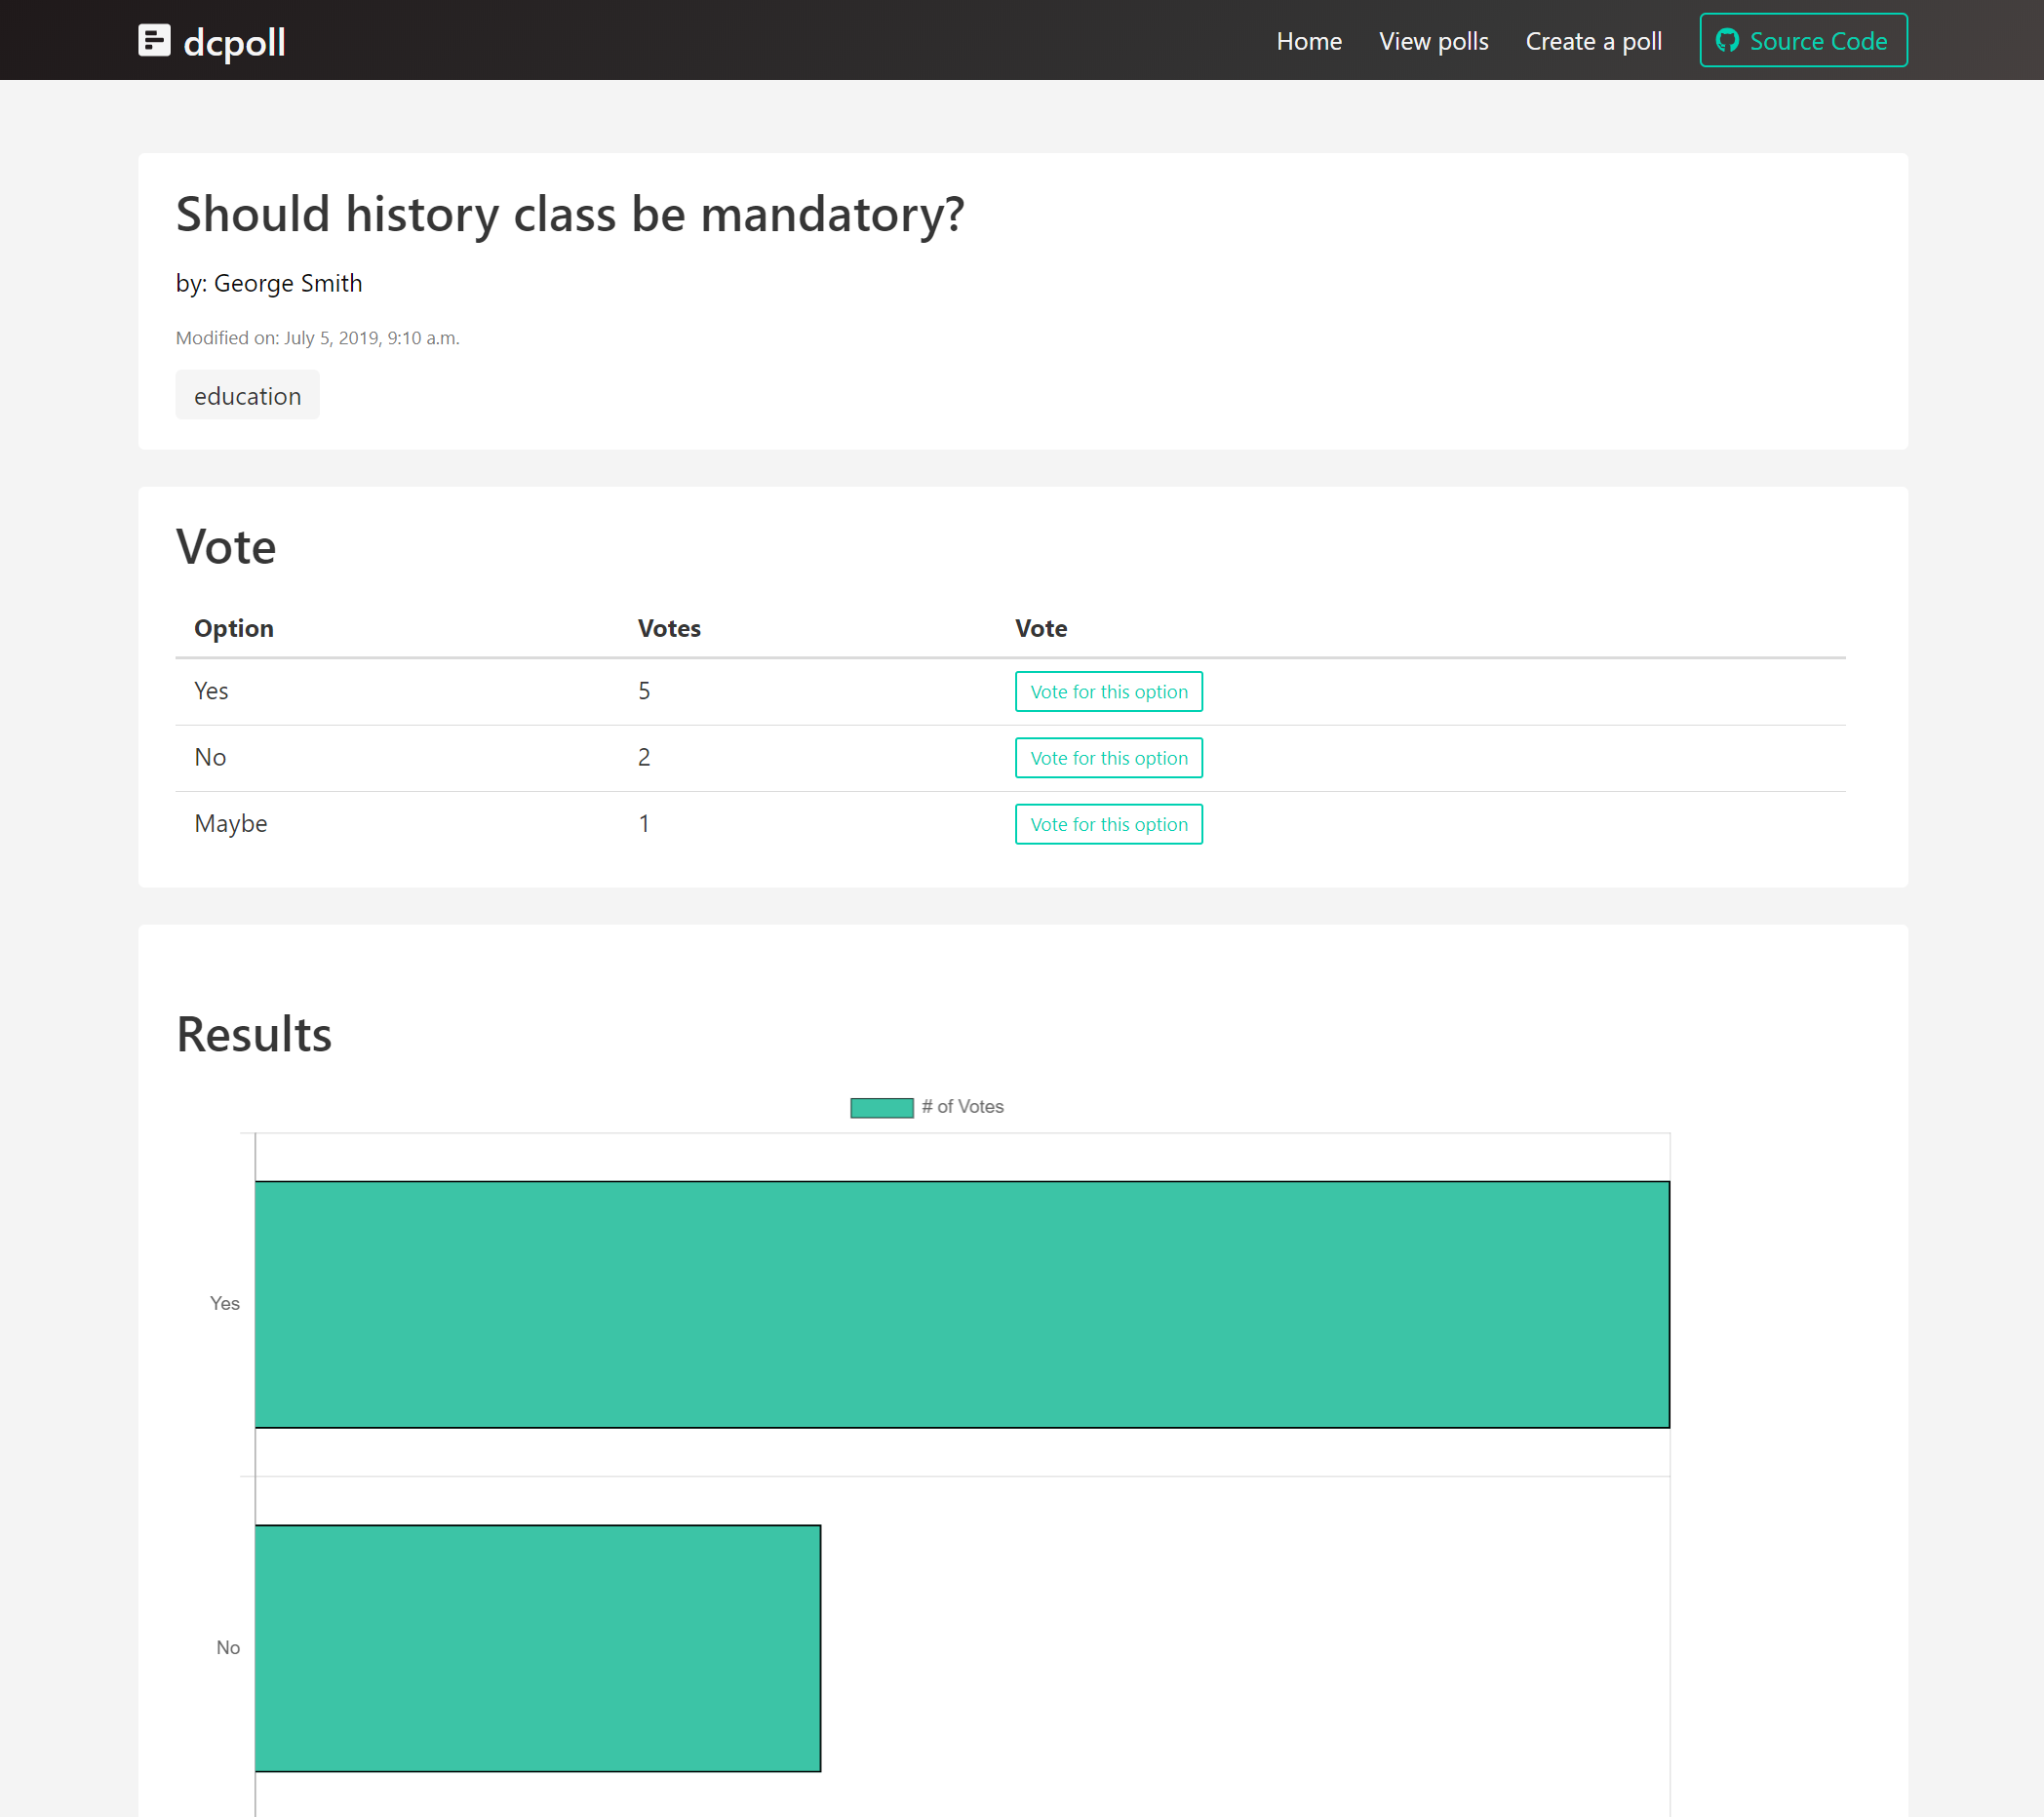 dcpoll Home View polls Create a poll Source Code
Should history class be mandatory?
by: George Smith
Modified on: July 5, 2019, 9:10 a.m.
education
Vote
Option Votes Vote
Yes 5 Vote for this option
No 2 Vote for this option
Maybe 1 Vote for this option
Results
# of Votes
Yes
No